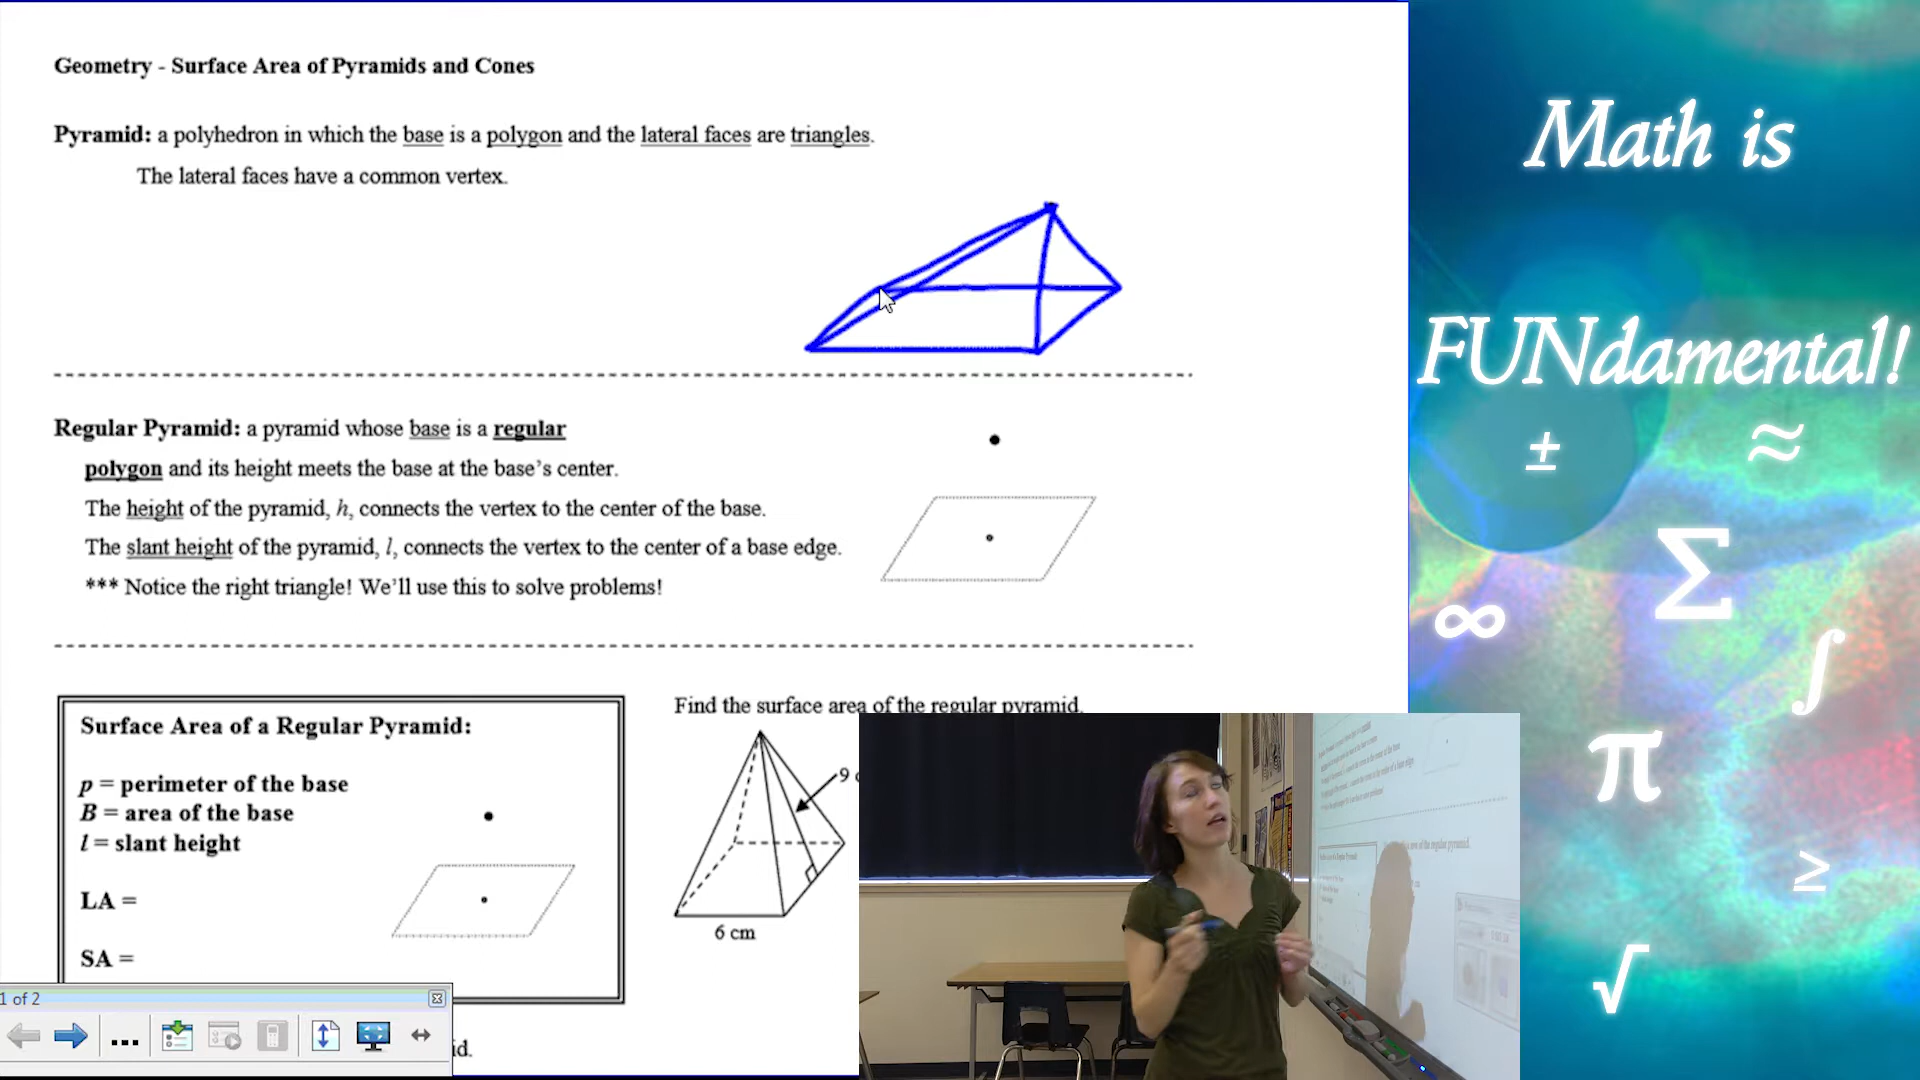 Geometry - Surface Area of Pyramids and Cones
Pyramid: a polyhedron in which the base is a polygon and the lateral faces are triangles.
The lateral faces have a common vertex.
Regular Pyramid: a pyramid whose base is a regular
polygon and its height meets the base at the base's center.
The height of the pyramid, h, connects the vertex to the center of the base.
The slant height of the pyramid, l, connects the vertex to the center of a base edge.
*** Notice the right triangle! We'll use this to solve problems!
Surface Area of a Regular Pyramid:
p = perimeter of the base
B = area of the base
l = slant height
LA =
SA =
Find the surface area of the regular pyramid.
9
6 cm
1 of 2
...
id.
Math is
FUNdamental!
± ≈
Σ
∞
∫
π
≥
√